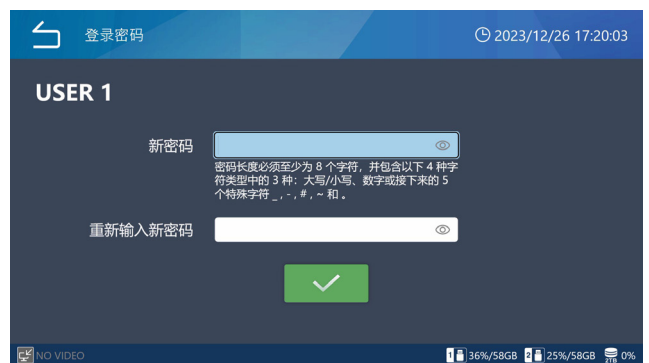 登录密码
2023/12/26 17:20:03
USER 1
新密码
密码长度必须至少为 8 个字符，并包含以下 4 种字
符类型中的 3 种：大写/小写、数字或接下来的 5
个特殊字符 _ , - , # , ~ 和 。
重新输入新密码
NO VIDEO
1 36%/58GB 2 25%/58GB 2TB 0%